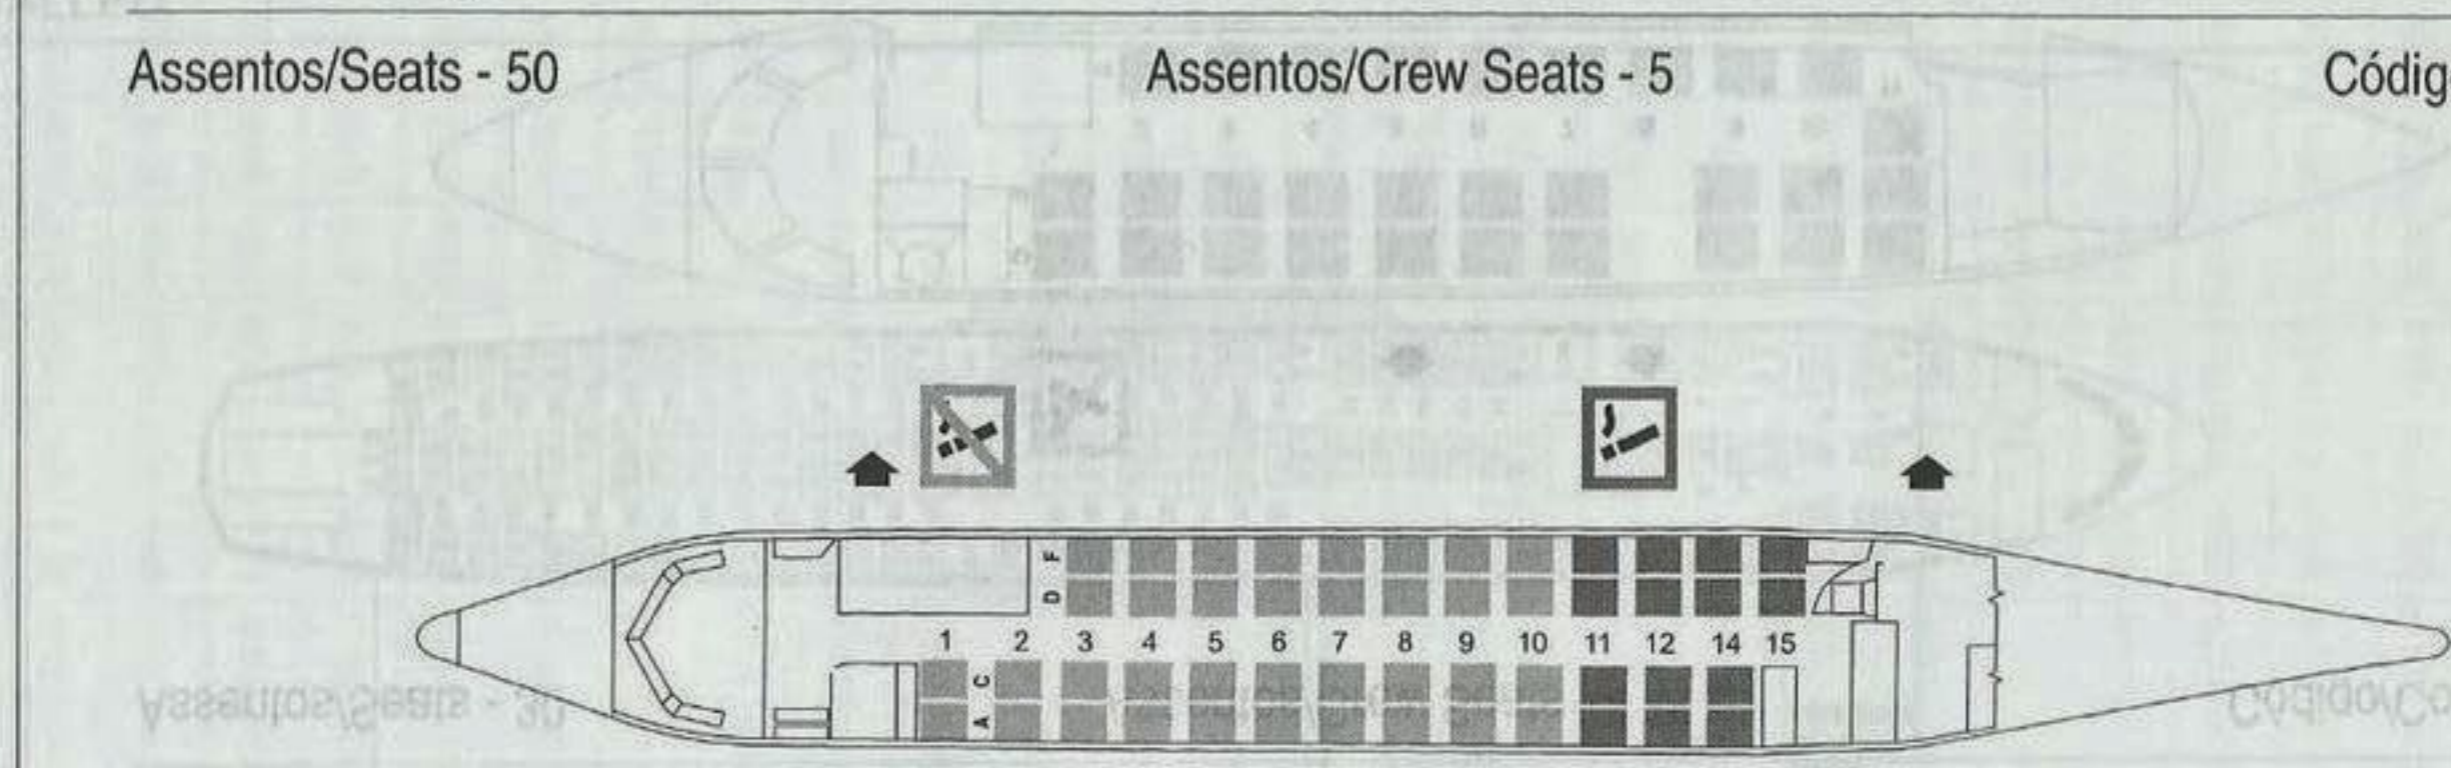 Assentos/Seats - 50
Assentos/Crew Seats - 5
Códig
F
D
1 2 3 4 5 6 7 8 9 10 11 12 14 15
C
A